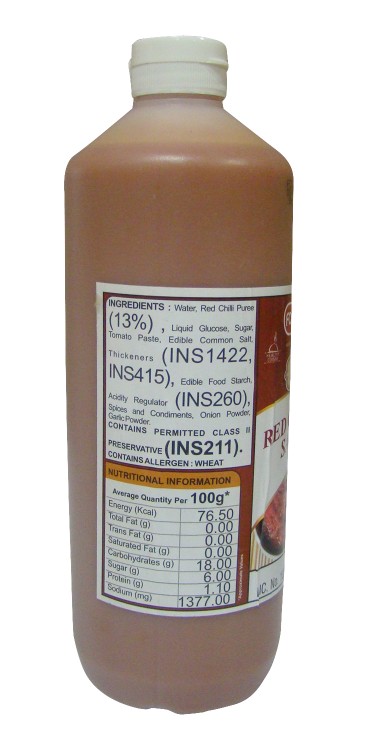 INGREDIENTS : Water, Red Chilli Puree
(13%) , Liquid Glucose, Sugar,
Tomato Paste, Edible Common Salt,
Thickeners (INS1422,
INS415), Edible Food Starch,
Acidity Regulator (INS260),
Spices and Condiments, Onion Powder,
Garlic Powder.
CONTAINS PERMITTED CLASS II
PRESERVATIVE (INS211).
CONTAINS ALLERGEN : WHEAT
NUTRITIONAL INFORMATION
Average Quantity Per 100g*
Energy (Kcal) 76.50
Total Fat (g) 0.00
Trans Fat (g) 0.00
Saturated Fat (g) 0.00
Carbohydrates (g) 18.00
Sugar (g) 6.00
Protein (g) 1.10
Sodium (mg) 1377.00
*Approximate Values
RED